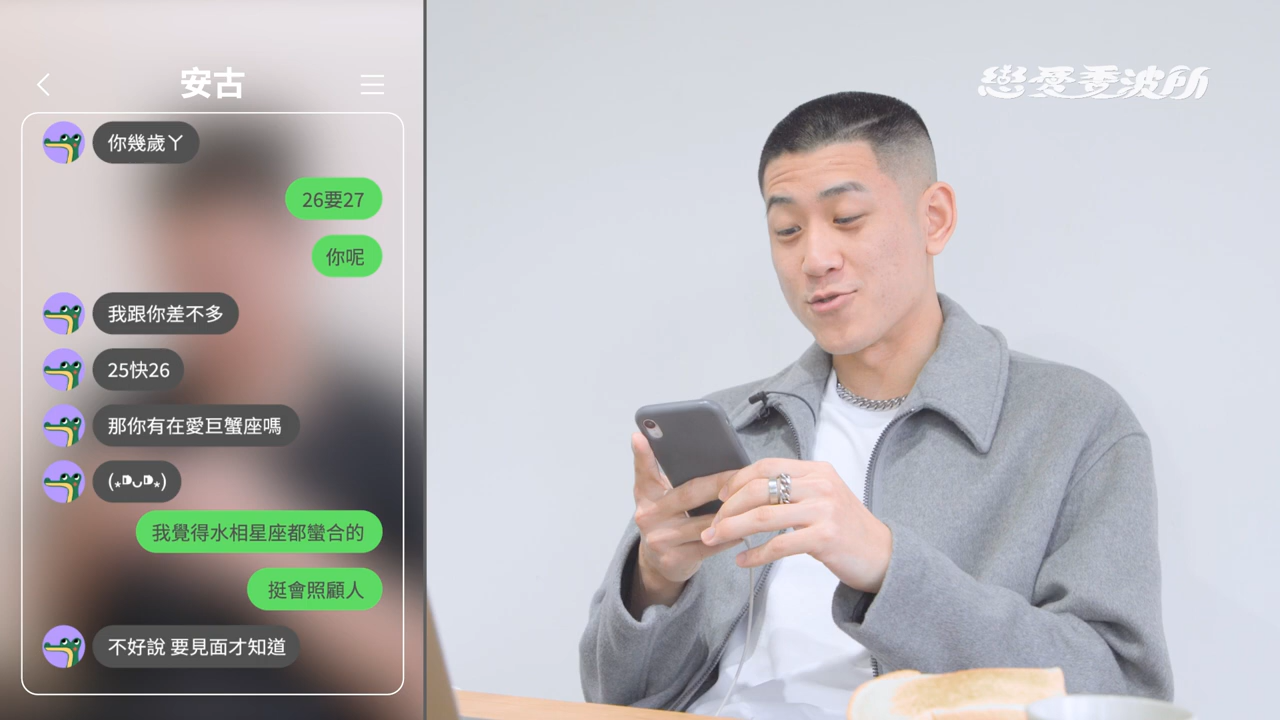 安古
戀愛秀波所
你幾歲ㄚ
26要27
你呢
我跟你差不多
25快26
那你有在愛巨蟹座嗎
(⁎⁍̴̛ᴗ⁍̴̛⁎)
我覺得水相星座都蠻合的
挺會照顧人
不好說 要見面才知道